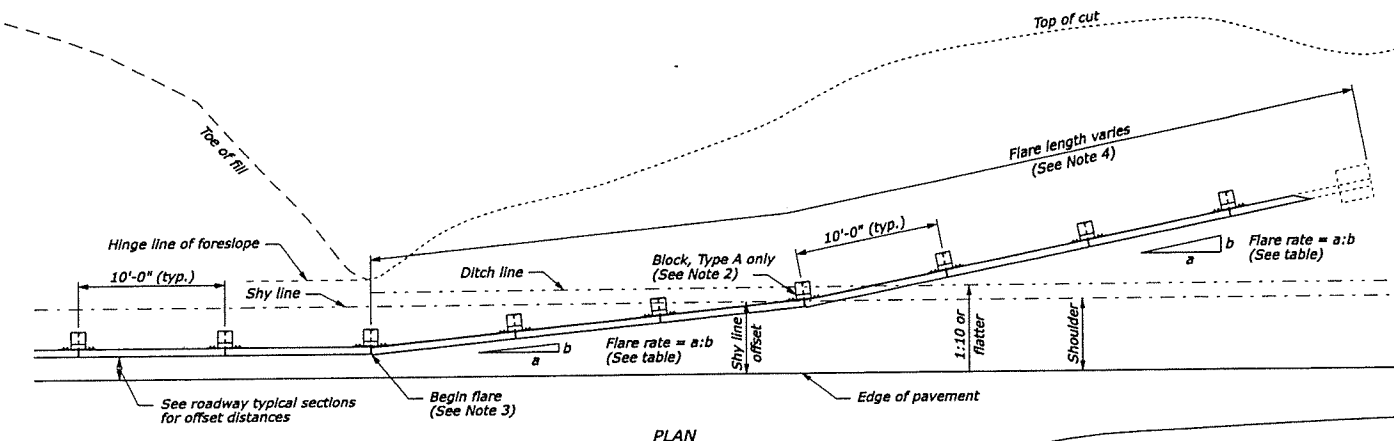 Top of cut
Toe of fill
Flare length varies
(See Note 4)
Hinge line of foreslope
10'-0" (typ.)
Shy line
Ditch line
Block, Type A only
(See Note 2)
10'-0" (typ.)
b
a
Flare rate = a:b
(See table)
b
a
Flare rate = a:b
(See table)
Shy line
offset
1:10 or
flatter
Shoulder
See roadway typical sections
for offset distances
Begin flare
(See Note 3)
Edge of pavement
PLAN